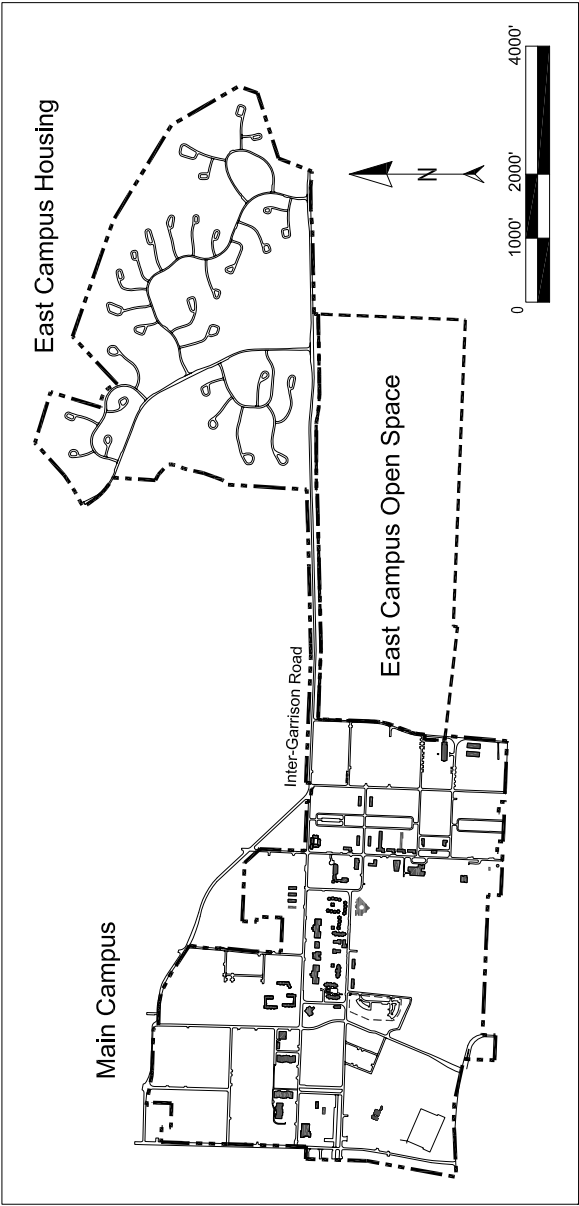 Main Campus
East Campus Housing
Inter-Garrison Road
East Campus Open Space
N
0 1000' 2000' 4000'